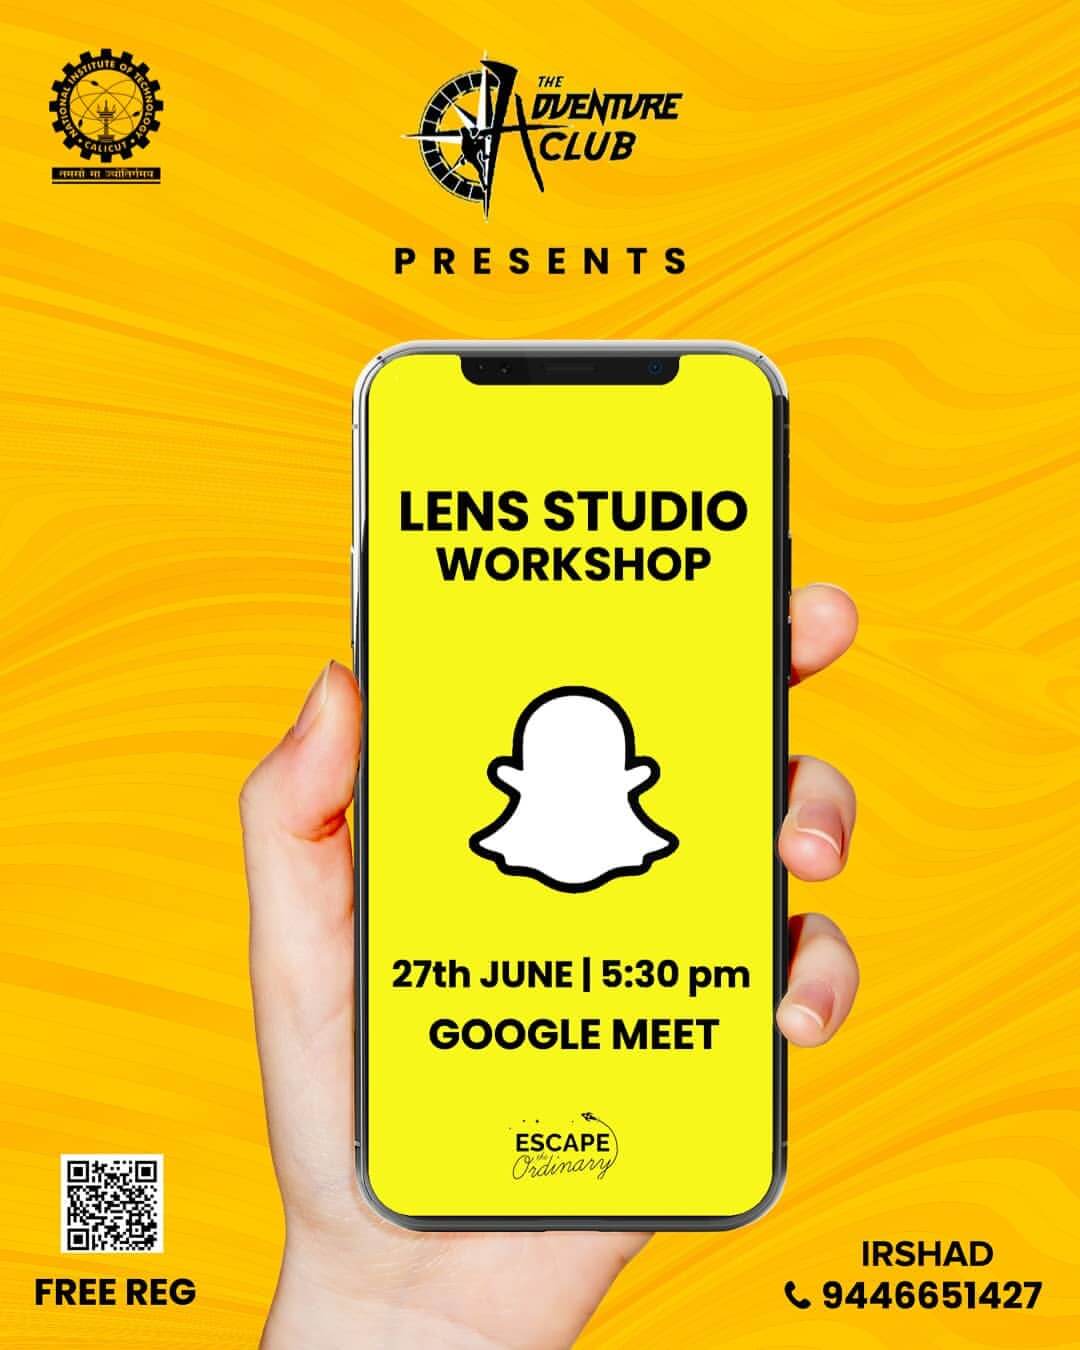 NATIONAL INSTITUTE OF TECHNOLOGY
CALICUT
तमसो मा ज्योतिर्गमय
THE
ADVENTURE
CLUB
PRESENTS
LENS STUDIO
WORKSHOP
27th JUNE | 5:30 pm
GOOGLE MEET
ESCAPE
the
Ordinary
FREE REG
IRSHAD
9446651427